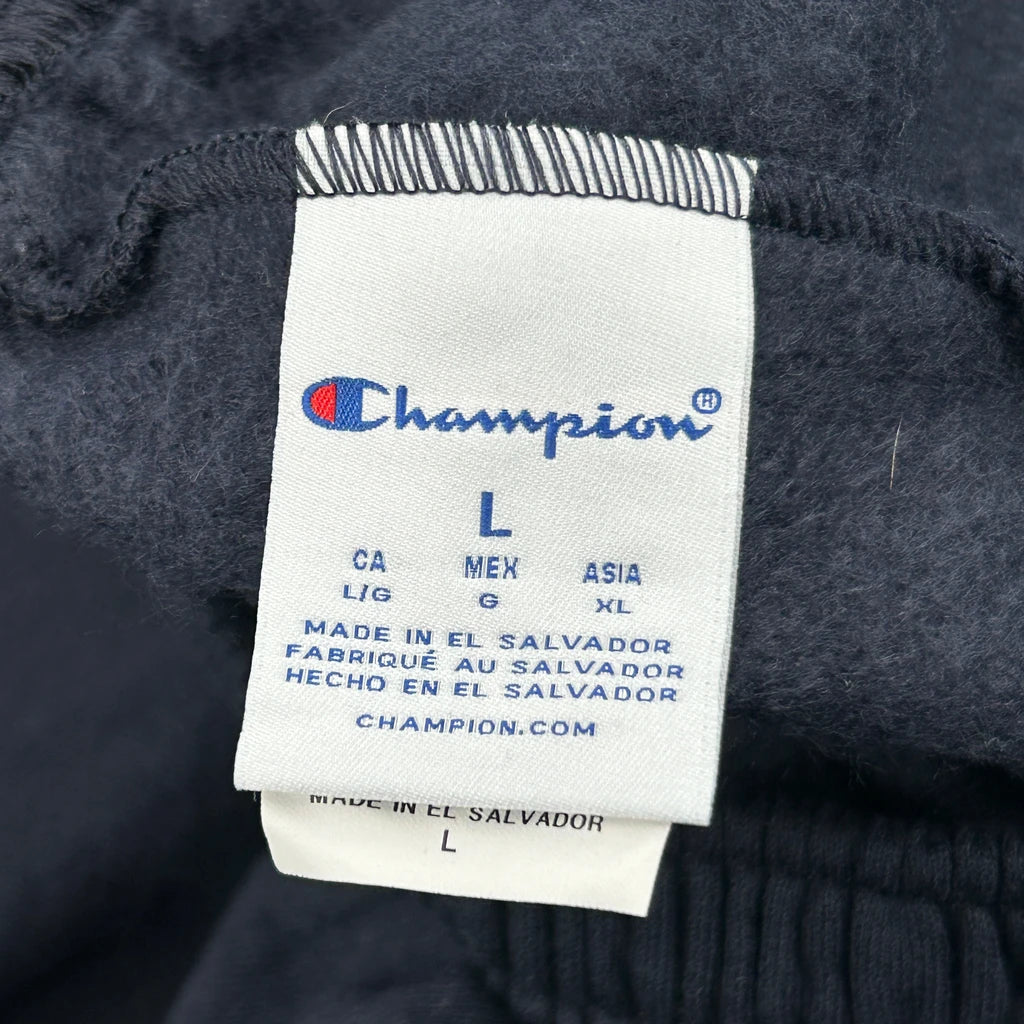 Champion®
L
CA MEX ASIA
L/G G XL
MADE IN EL SALVADOR
FABRIQUÉ AU SALVADOR
HECHO EN EL SALVADOR
CHAMPION.COM
MADE IN EL SALVADOR
L